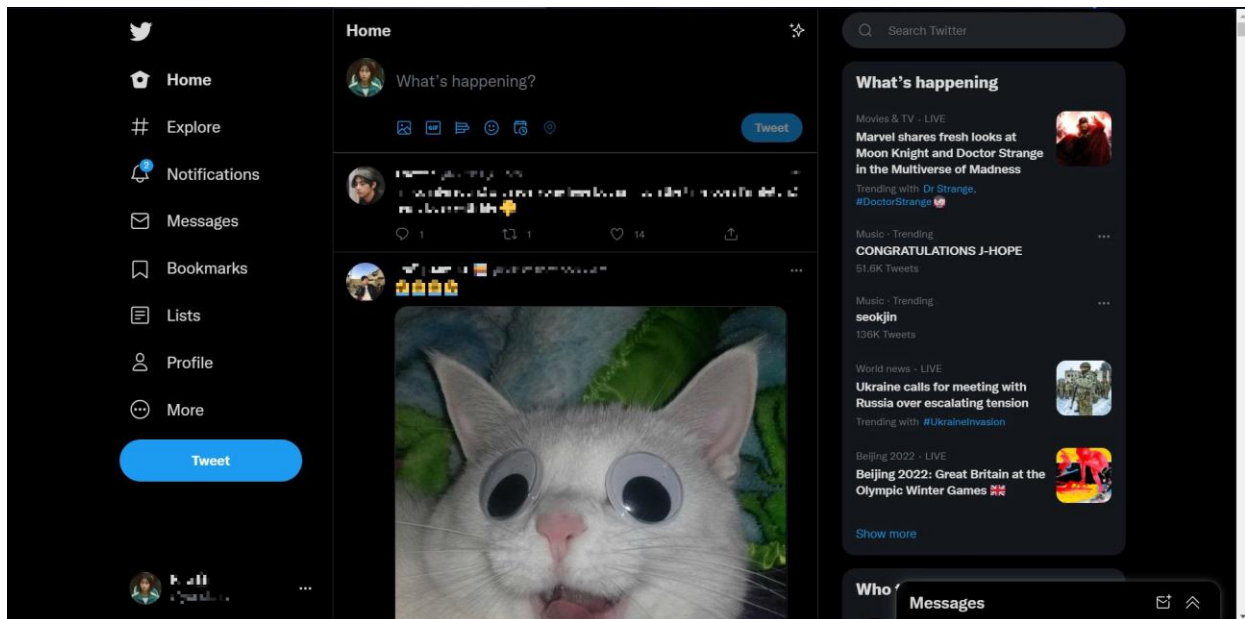 Home
Explore
Notifications
2
Messages
Bookmarks
Lists
Profile
More
Tweet
Home
What's happening?
GIF
Tweet
1
1
14
Search Twitter
What's happening
Movies & TV · LIVE
Marvel shares fresh looks at
Moon Knight and Doctor Strange
in the Multiverse of Madness
Trending with Dr Strange,
#DoctorStrange
Music · Trending
CONGRATULATIONS J-HOPE
51.6K Tweets
Music · Trending
seokjin
136K Tweets
World news · LIVE
Ukraine calls for meeting with
Russia over escalating tension
Trending with #UkraineInvasion
Beijing 2022 · LIVE
Beijing 2022: Great Britain at the
Olympic Winter Games 🇬🇧
Show more
Who
Messages